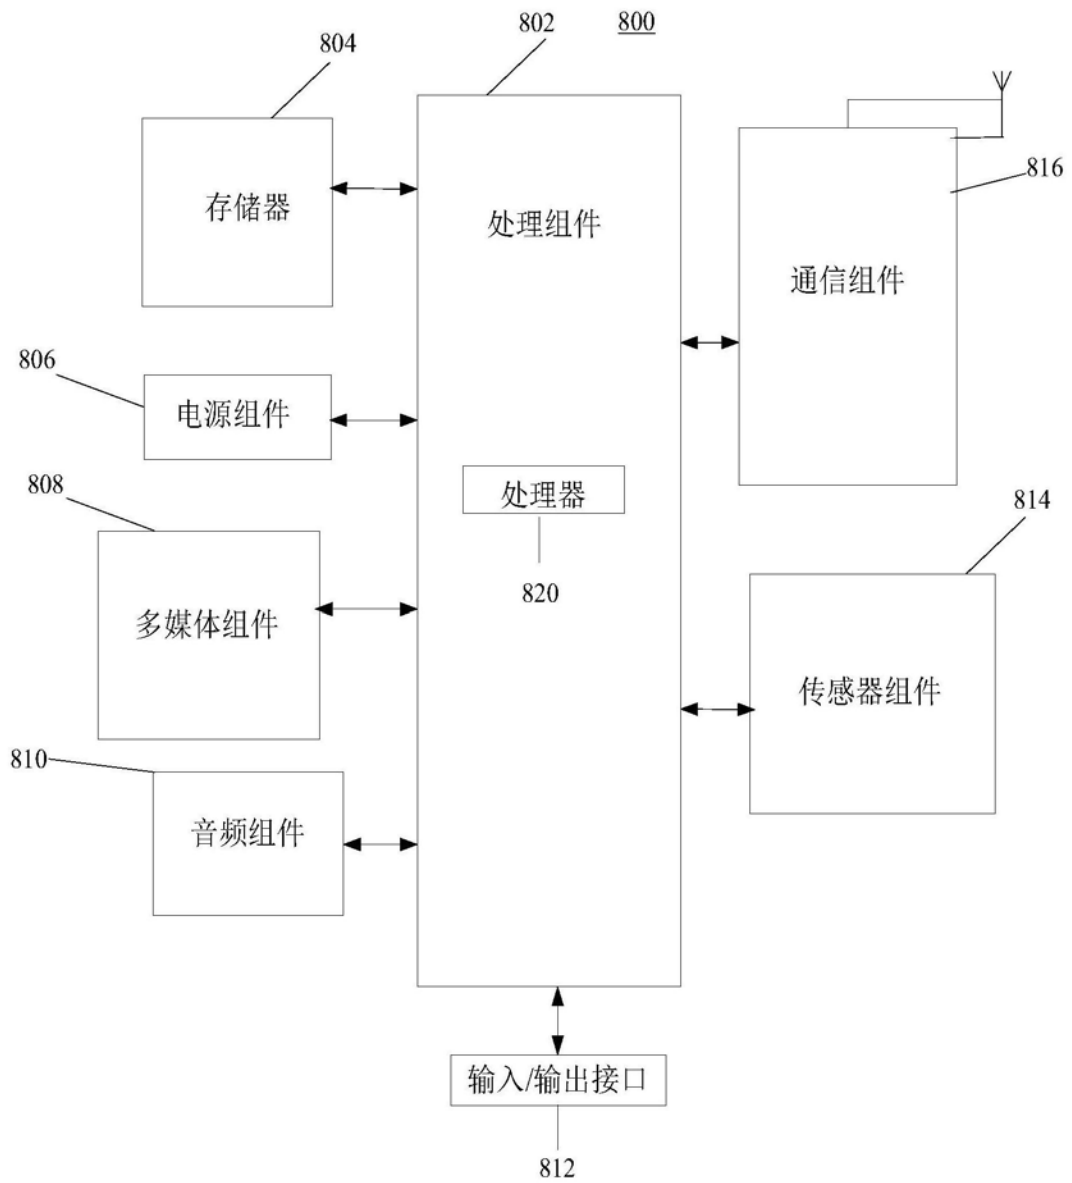 802
800
804
816
存储器
处理组件
通信组件
806
电源组件
808
处理器
814
820
多媒体组件
传感器组件
810
音频组件
输入/输出接口
812